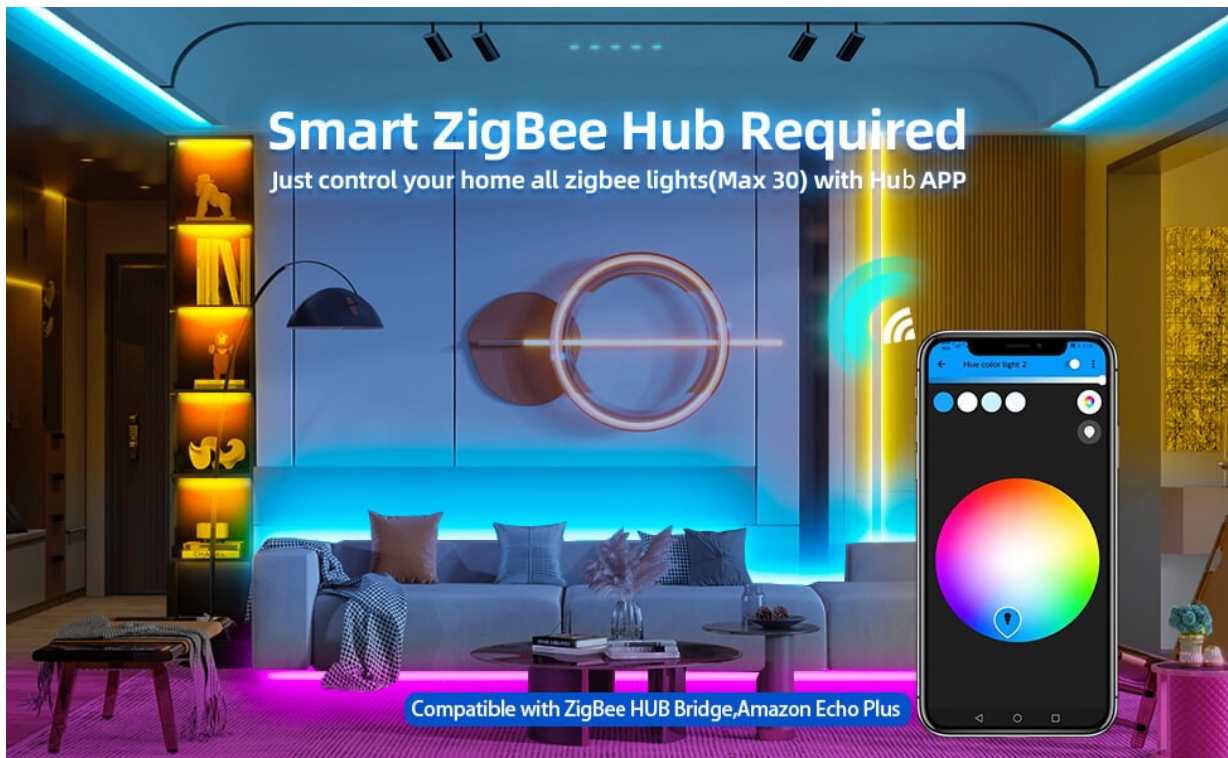 Smart ZigBee Hub Required
Just control your home all zigbee lights(Max 30) with Hub APP
Hue color light 2
CHANEL
Compatible with ZigBee HUB Bridge,Amazon Echo Plus